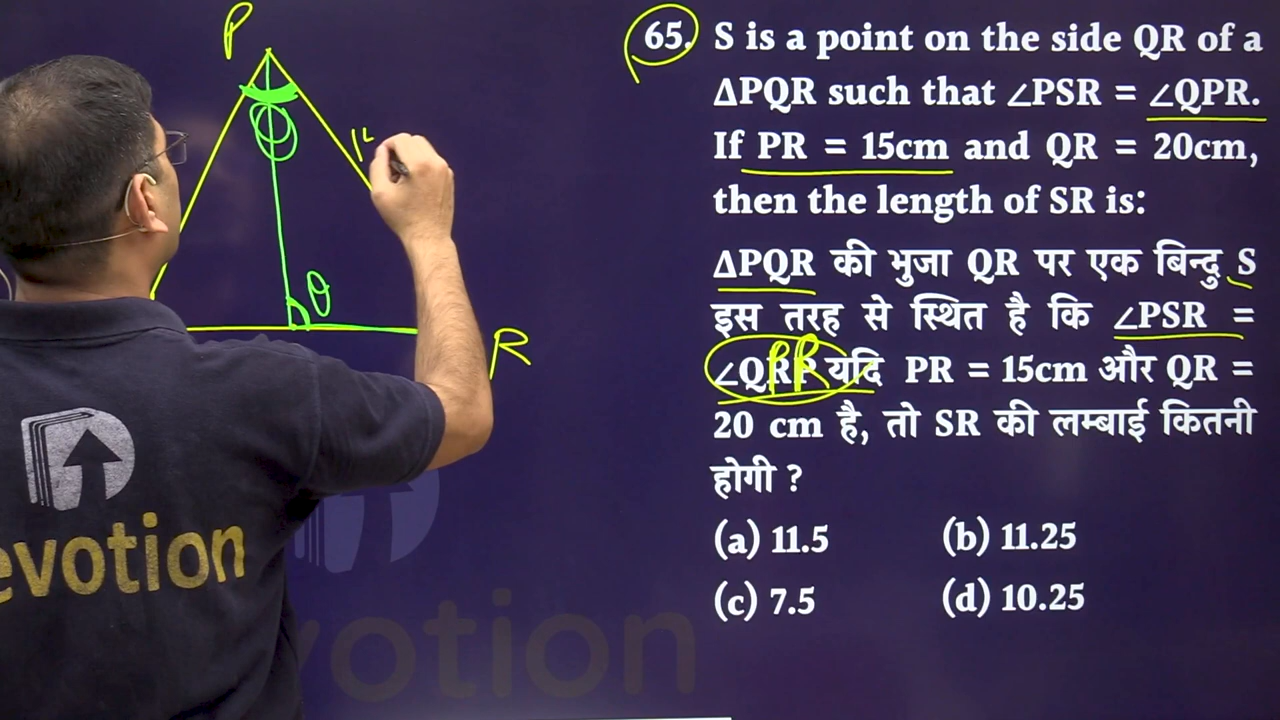 P
θ
R
65. S is a point on the side QR of a
ΔPQR such that ∠PSR = ∠QPR.
If PR = 15cm and QR = 20cm,
then the length of SR is:
ΔPQR की भुजा QR पर एक बिन्दु S
इस तरह से स्थित है कि ∠PSR =
PR
यदि PR = 15cm और QR =
20 cm है, तो SR की लम्बाई कितनी
होगी ?
(a) 11.5 (b) 11.25
(c) 7.5 (d) 10.25
evotion
votion